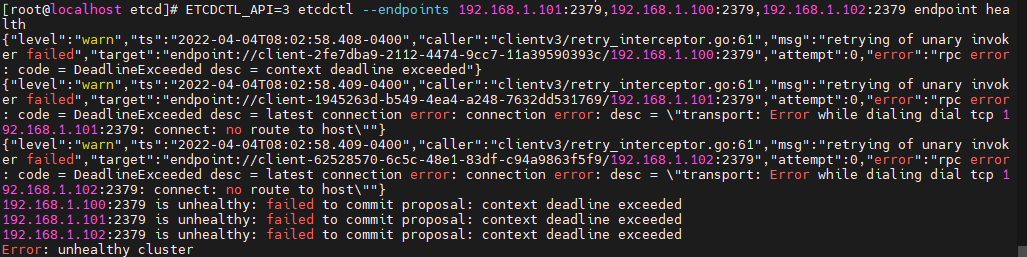 [root@localhost etcd]# ETCDCTL_API=3 etcdctl --endpoints 192.168.1.101:2379,192.168.1.100:2379,192.168.1.102:2379 endpoint hea
lth
{"level":"warn","ts":"2022-04-04T08:02:58.408-0400","caller":"clientv3/retry_interceptor.go:61","msg":"retrying of unary invok
er failed","target":"endpoint://client-2fe7dba9-2112-4474-9cc7-11a39590393c/192.168.1.100:2379","attempt":0,"error":"rpc error
: code = DeadlineExceeded desc = context deadline exceeded"}
{"level":"warn","ts":"2022-04-04T08:02:58.409-0400","caller":"clientv3/retry_interceptor.go:61","msg":"retrying of unary invok
er failed","target":"endpoint://client-1945263d-b549-4ea4-a248-7632dd531769/192.168.1.101:2379","attempt":0,"error":"rpc error
: code = DeadlineExceeded desc = latest connection error: connection error: desc = \"transport: Error while dialing dial tcp 1
92.168.1.101:2379: connect: no route to host\""}
{"level":"warn","ts":"2022-04-04T08:02:58.409-0400","caller":"clientv3/retry_interceptor.go:61","msg":"retrying of unary invok
er failed","target":"endpoint://client-62528570-6c5c-48e1-83df-c94a9863f5f9/192.168.1.102:2379","attempt":0,"error":"rpc error
: code = DeadlineExceeded desc = latest connection error: connection error: desc = \"transport: Error while dialing dial tcp 1
92.168.1.102:2379: connect: no route to host\""}
192.168.1.100:2379 is unhealthy: failed to commit proposal: context deadline exceeded
192.168.1.101:2379 is unhealthy: failed to commit proposal: context deadline exceeded
192.168.1.102:2379 is unhealthy: failed to commit proposal: context deadline exceeded
Error: unhealthy cluster